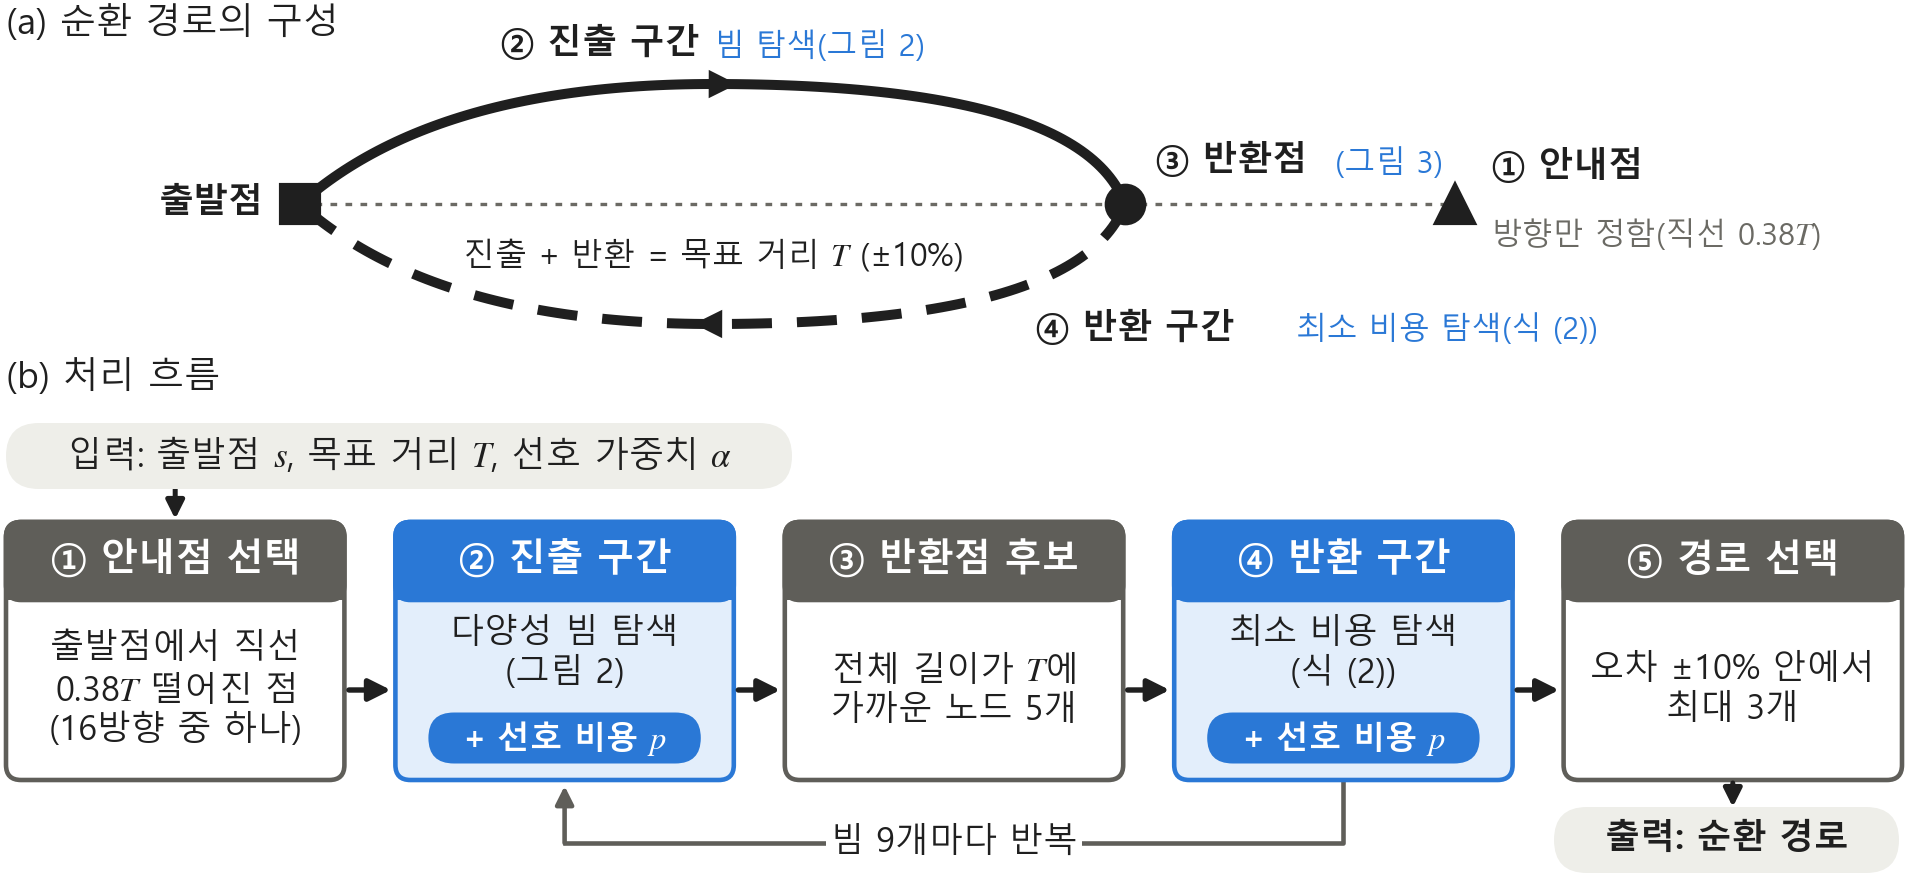 (a) 순환 경로의 구성
② 진출 구간 빔 탐색(그림 2)
③ 반환점 (그림 3)
① 안내점
출발점
방향만 정함(직선 0.38T)
진출 + 반환 = 목표 거리 T (±10%)
④ 반환 구간 최소 비용 탐색(식 (2))
(b) 처리 흐름
입력: 출발점 s, 목표 거리 T, 선호 가중치 α
① 안내점 선택
출발점에서 직선
0.38T 떨어진 점
(16방향 중 하나)
② 진출 구간
다양성 빔 탐색
(그림 2)
+ 선호 비용 p
③ 반환점 후보
전체 길이가 T에
가까운 노드 5개
④ 반환 구간
최소 비용 탐색
(식 (2))
+ 선호 비용 p
⑤ 경로 선택
오차 ±10% 안에서
최대 3개
빔 9개마다 반복
출력: 순환 경로